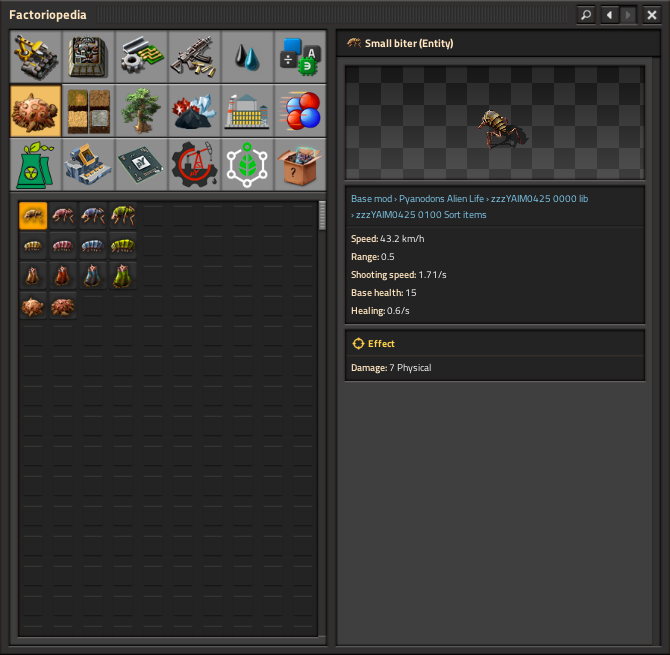 Factoriopedia
A
Small biter (Entity)
Base mod › Pyanodons Alien Life › zzzYAIM0425 0000 lib
› zzzYAIM0425 0100 Sort items
Speed: 43.2 km/h
Range: 0.5
Shooting speed: 1.71/s
Base health: 15
Healing: 0.6/s
Effect
Damage: 7 Physical